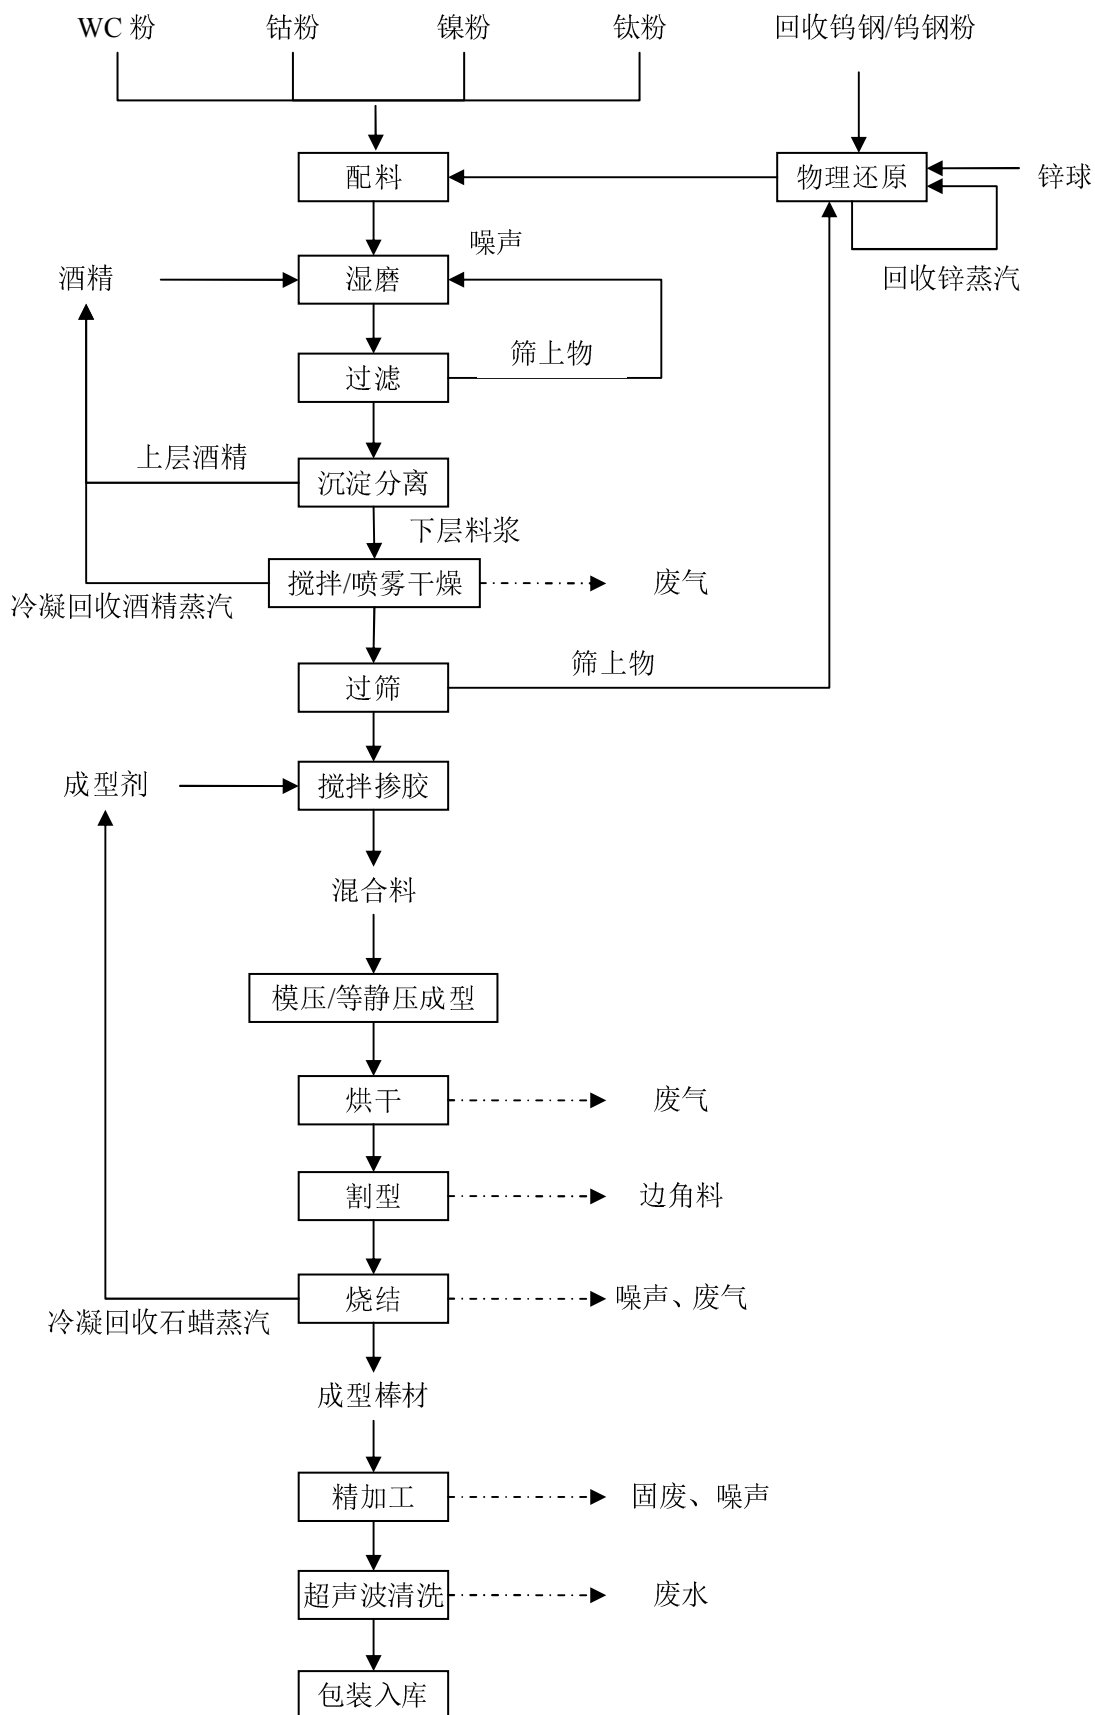 WC 粉
钴粉
镍粉
钛粉
回收钨钢/钨钢粉
配料
物理还原
锌球
噪声
酒精
湿磨
回收锌蒸汽
筛上物
过滤
上层酒精
沉淀分离
下层料浆
搅拌/喷雾干燥
废气
冷凝回收酒精蒸汽
筛上物
过筛
成型剂
搅拌掺胶
混合料
模压/等静压成型
烘干
废气
割型
边角料
烧结
噪声、废气
冷凝回收石蜡蒸汽
成型棒材
精加工
固废、噪声
超声波清洗
废水
包装入库